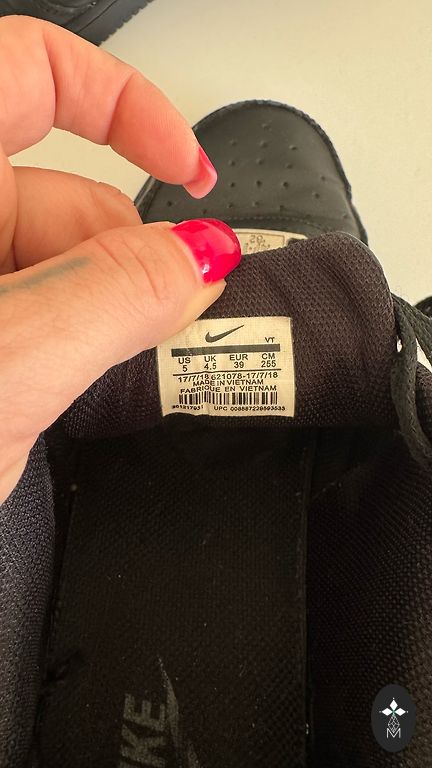 VT
US UK EUR CM
5 4.5 39 255
17/7/18 621078-17/7/18
MADE IN VIETNAM
FABRIQUE EN VIETNAM
UPC 00888722959
NIKE
M